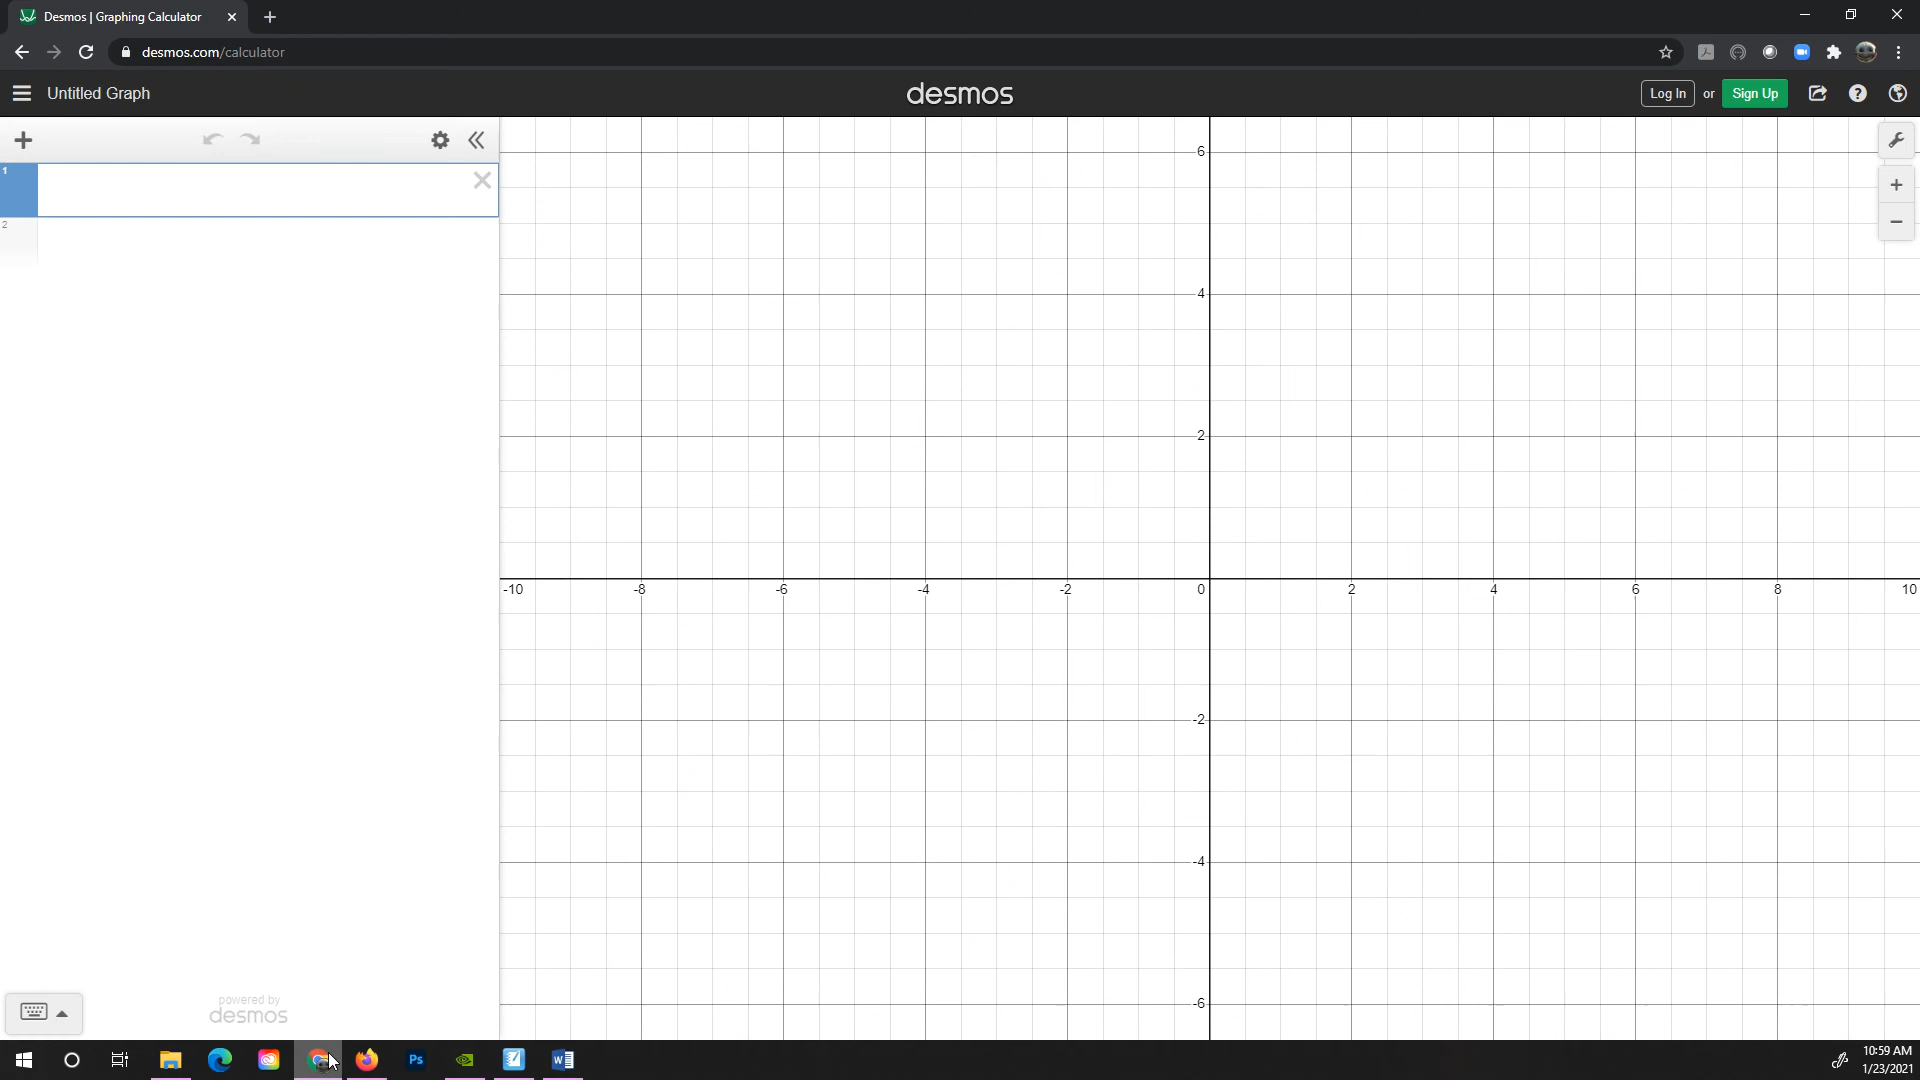 Desmos | Graphing Calculator
desmos.com/calculator
Untitled Graph
desmos
Log In or Sign Up
1
2
6
4
2
-10 -8 -6 -4 -2 0 2 4 6 8 10
-2
-4
-6
powered by
desmos
Ps
W
10:59 AM
1/23/2021